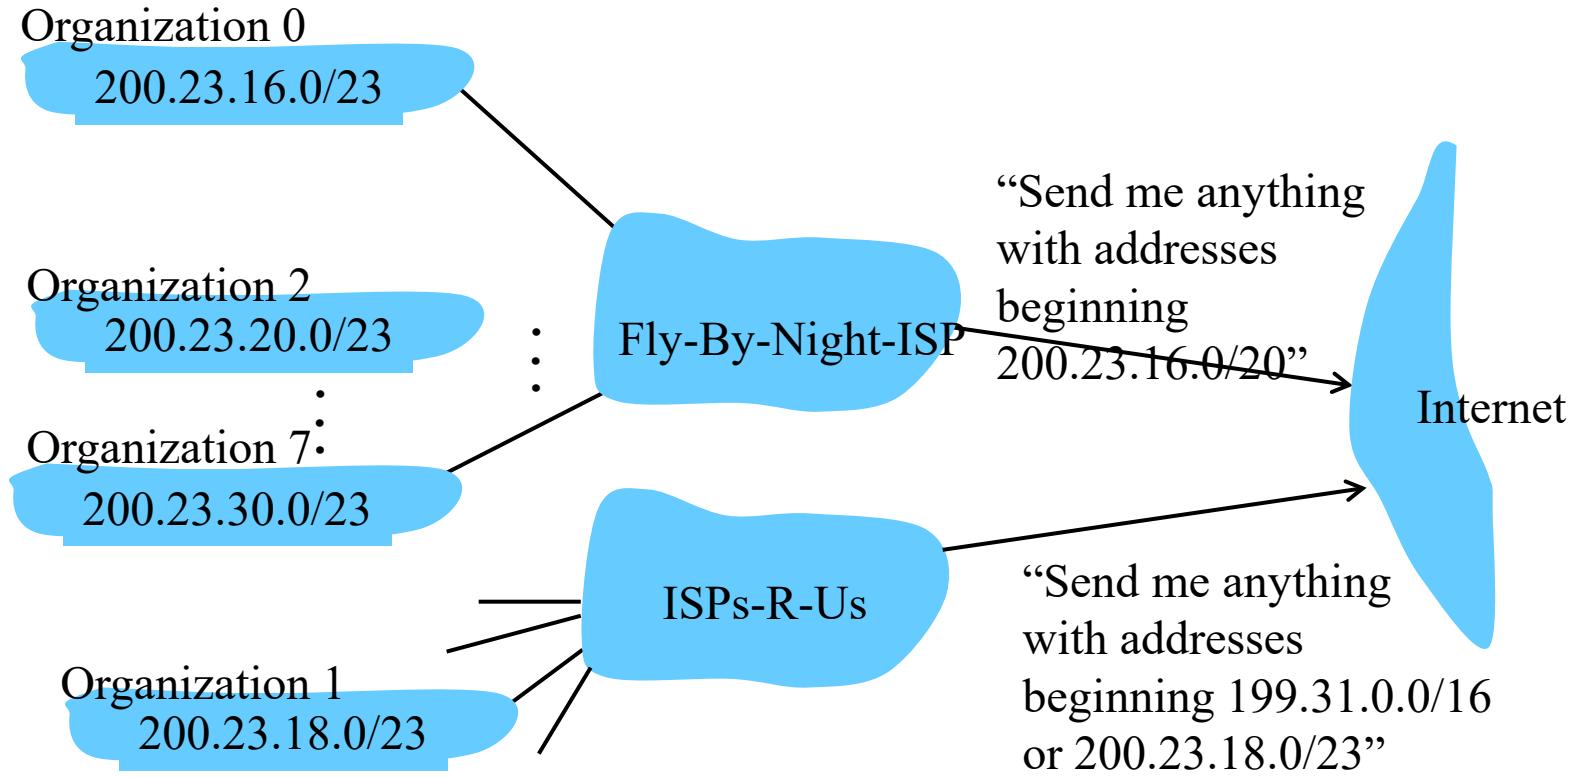 Organization 0
200.23.16.0/23
Organization 2
200.23.20.0/23
Organization 7
200.23.30.0/23
Fly-By-Night-ISP
“Send me anything
with addresses
beginning
200.23.16.0/20”
Internet
ISPs-R-Us
Organization 1
200.23.18.0/23
“Send me anything
with addresses
beginning 199.31.0.0/16
or 200.23.18.0/23”